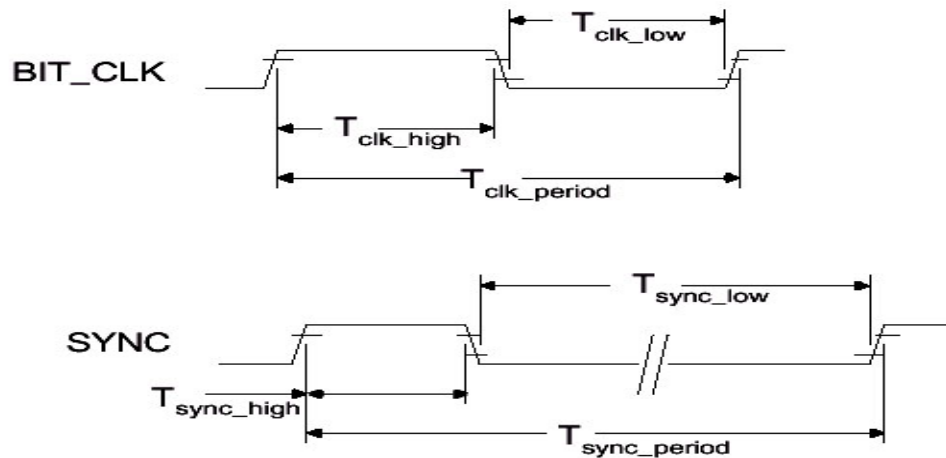 T_clk_low
BIT_CLK
T_clk_high
T_clk_period
T_sync_low
SYNC
T_sync_high
T_sync_period